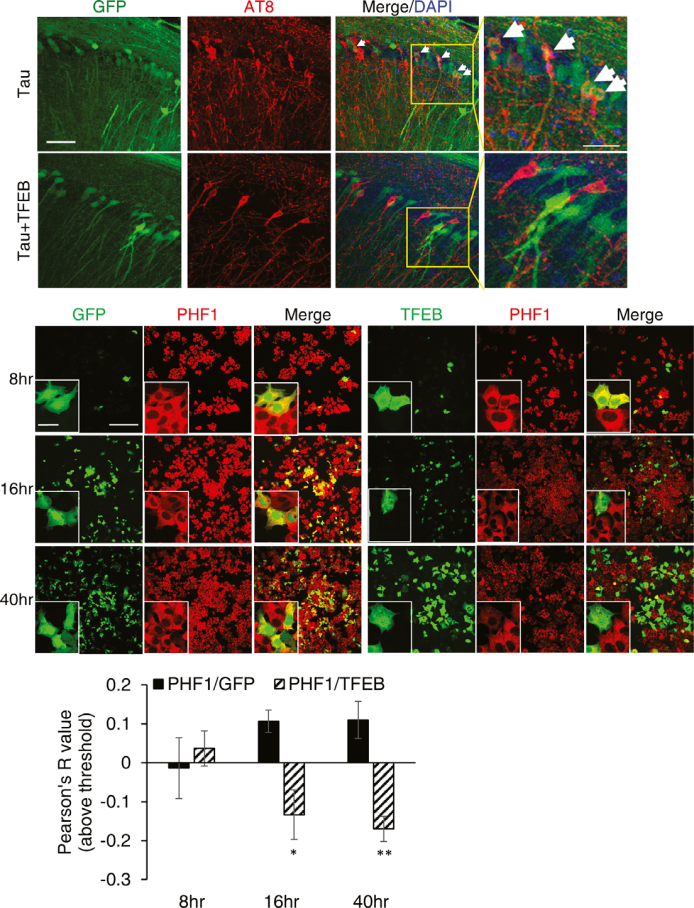 GFP AT8 Merge/DAPI
Tau
Tau+TFEB
GFP PHF1 Merge TFEB PHF1 Merge
8hr
16hr
40hr
PHF1/GFP PHF1/TFEB
Pearson's R value
(above threshold)
0.2
0.1
0
-0.1
-0.2
-0.3
* **
8hr 16hr 40hr